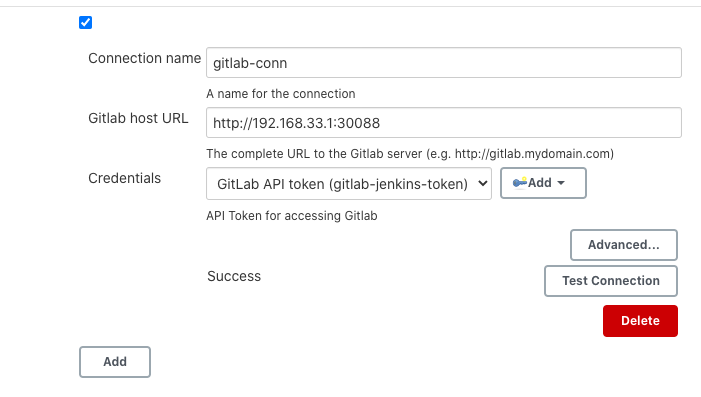 Connection name
gitlab-conn
A name for the connection
Gitlab host URL
http://192.168.33.1:30088
The complete URL to the Gitlab server (e.g. http://gitlab.mydomain.com)
Credentials
GitLab API token (gitlab-jenkins-token)
Add
API Token for accessing Gitlab
Advanced...
Success
Test Connection
Delete
Add